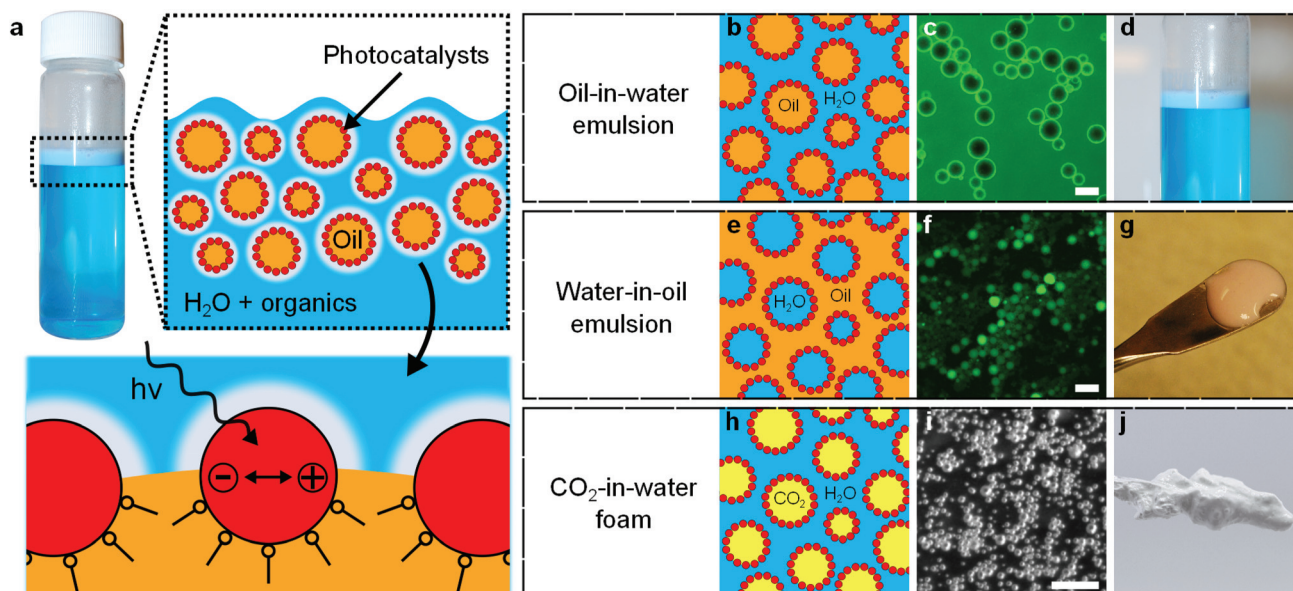 a
Photocatalysts
Oil
H₂O + organics
hν
- +
Oil-in-water
emulsion
b
Oil
H₂O
c
d
Water-in-oil
emulsion
e
H₂O
Oil
f
g
CO₂-in-water
foam
h
CO₂
H₂O
i
j